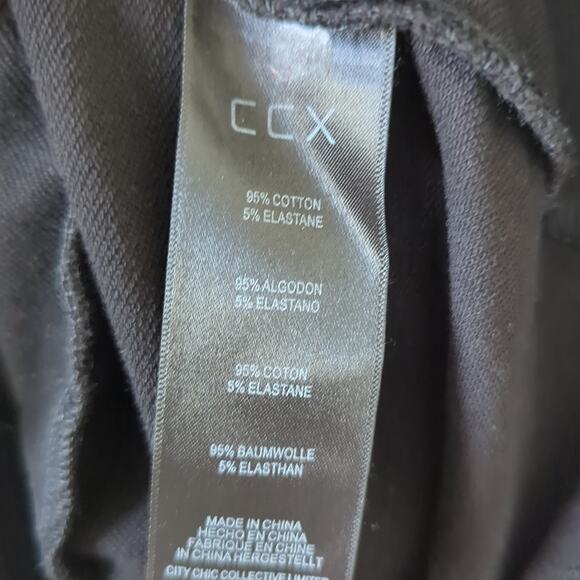 CCX
95% COTTON
5% ELASTANE
95% ALGODON
5% ELASTANO
95% COTON
5% ELASTANE
95% BAUMWOLLE
5% ELASTHAN
MADE IN CHINA
HECHO EN CHINA
FABRIQUE EN CHINE
IN CHINA HERGESTELLT
CITY CHIC COLLECTIVE LIMITED